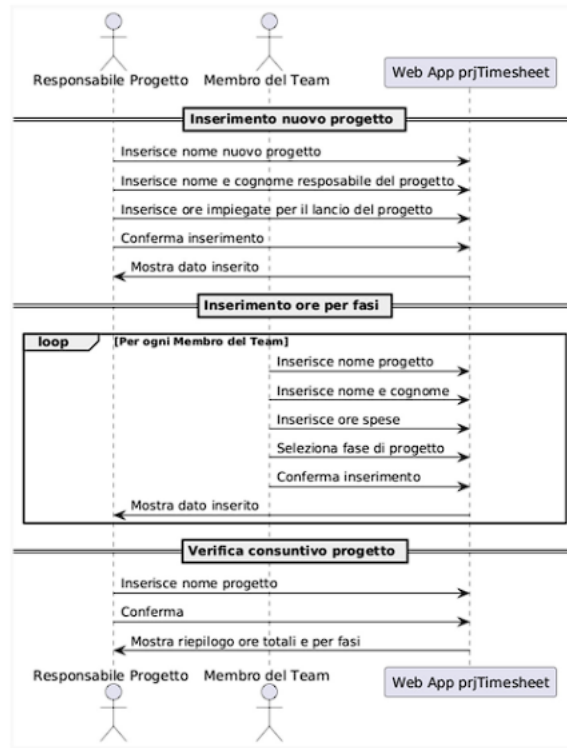 Responsabile Progetto Membro del Team
Web App prjTimesheet
Inserimento nuovo progetto
Inserisce nome nuovo progetto
Inserisce nome e cognome resposabile del progetto
Inserisce ore impiegate per il lancio del progetto
Conferma inserimento
Mostra dato inserito
Inserimento ore per fasi
loop [Per ogni Membro del Team]
Inserisce nome progetto
Inserisce nome e cognome
Inserisce ore spese
Seleziona fase di progetto
Conferma inserimento
Mostra dato inserito
Verifica consuntivo progetto
Inserisce nome progetto
Conferma
Mostra riepilogo ore totali e per fasi
Responsabile Progetto Membro del Team
Web App prjTimesheet